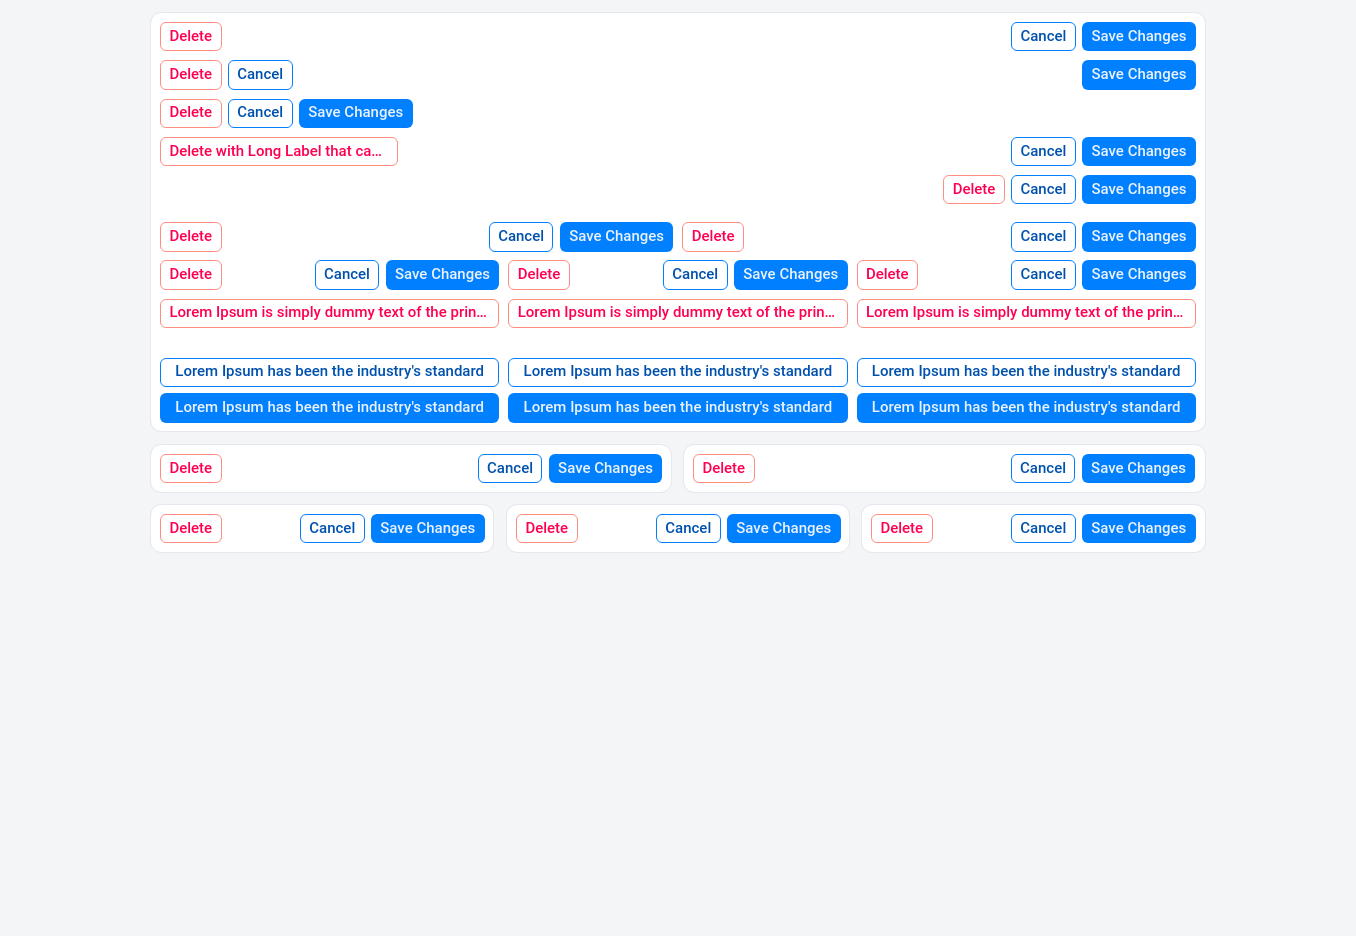 Delete Cancel Save Changes
Delete Cancel Save Changes
Delete Cancel Save Changes
Delete with Long Label that ca... Cancel Save Changes
Delete Cancel Save Changes
Delete Cancel Save Changes Delete Cancel Save Changes
Delete Cancel Save Changes Delete Cancel Save Changes Delete Cancel Save Changes
Lorem Ipsum is simply dummy text of the prin... Lorem Ipsum is simply dummy text of the prin... Lorem Ipsum is simply dummy text of the prin...
Lorem Ipsum has been the industry's standard Lorem Ipsum has been the industry's standard Lorem Ipsum has been the industry's standard
Lorem Ipsum has been the industry's standard Lorem Ipsum has been the industry's standard Lorem Ipsum has been the industry's standard
Delete Cancel Save Changes Delete Cancel Save Changes
Delete Cancel Save Changes Delete Cancel Save Changes Delete Cancel Save Changes